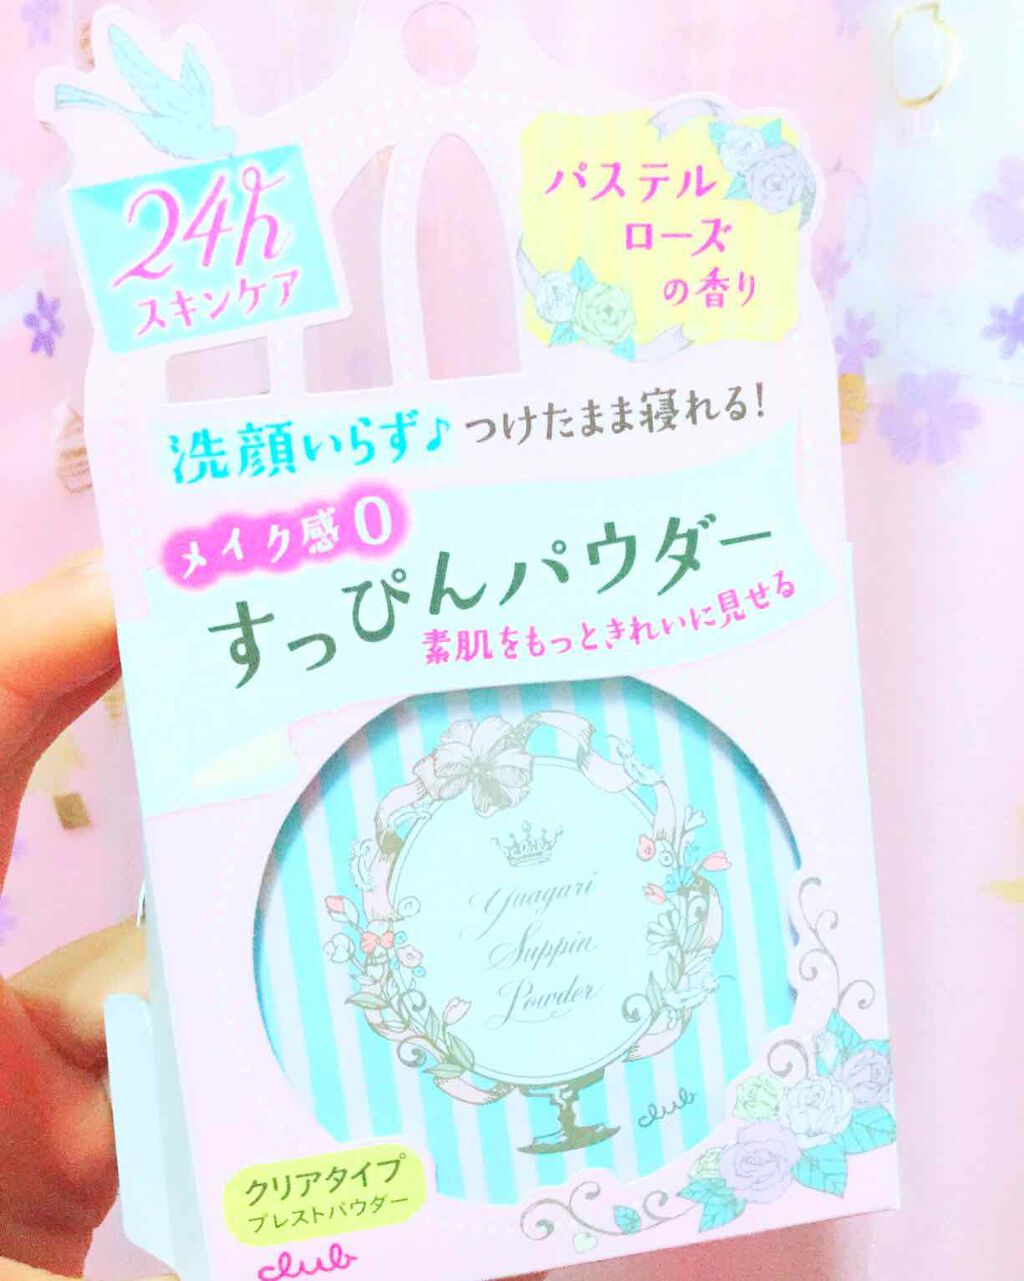 24h
スキンケア
パステル
ローズ
の香り
洗顔いらず♪つけたまま寝れる!
メイク感0
すっぴんパウダー
素肌をもっときれいに見せる
Yuagari
Suppin
Powder
club
クリアタイプ
プレストパウダー
club